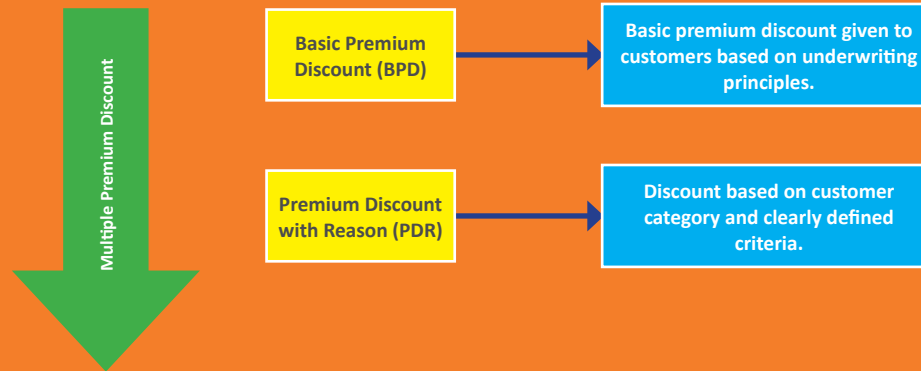 Multiple Premium Discount
Basic Premium
Discount (BPD)
Basic premium discount given to
customers based on underwriting
principles.
Premium Discount
with Reason (PDR)
Discount based on customer
category and clearly defined
criteria.